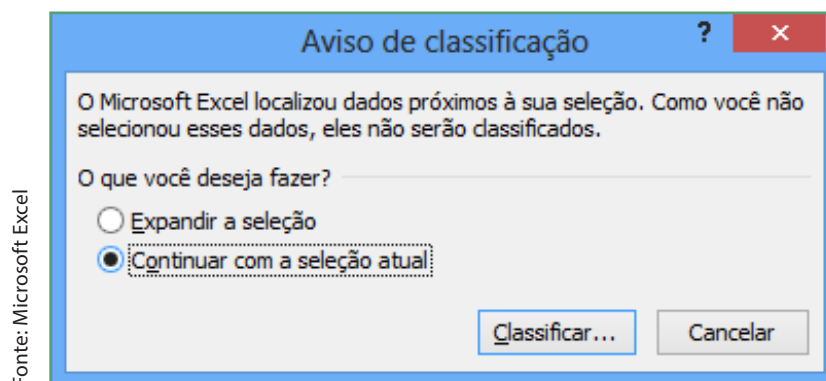 Aviso de classificação
?
O Microsoft Excel localizou dados próximos à sua seleção. Como você não
selecionou esses dados, eles não serão classificados.
O que você deseja fazer?
Expandir a seleção
Continuar com a seleção atual
Classificar...
Cancelar
Fonte: Microsoft Excel